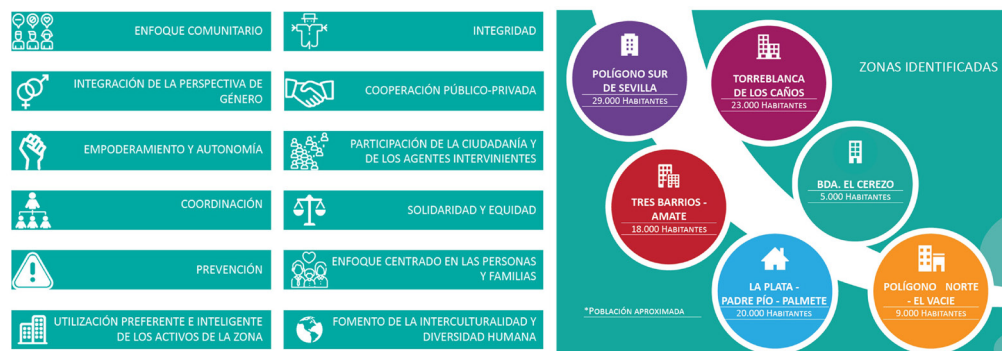 ENFOQUE COMUNITARIO
INTEGRACIÓN DE LA PERSPECTIVA DE
GÉNERO
EMPODERAMIENTO Y AUTONOMÍA
COORDINACIÓN
PREVENCIÓN
UTILIZACIÓN PREFERENTE E INTELIGENTE
DE LOS ACTIVOS DE LA ZONA
INTEGRIDAD
COOPERACIÓN PÚBLICO-PRIVADA
PARTICIPACIÓN DE LA CIUDADANÍA Y
DE LOS AGENTES INTERVINIENTES
SOLIDARIDAD Y EQUIDAD
ENFOQUE CENTRADO EN LAS PERSONAS
Y FAMILIAS
FOMENTO DE LA INTERCULTURALIDAD Y
DIVERSIDAD HUMANA
ZONAS IDENTIFICADAS
POLÍGONO SUR
DE SEVILLA
29.000 HABITANTES
TORREBLANCA
DE LOS CAÑOS
23.000 HABITANTES
TRES BARRIOS -
AMATE
18.000 HABITANTES
BDA. EL CEREZO
5.000 HABITANTES
LA PLATA -
PADRE PÍO - PALMETE
20.000 HABITANTES
POLÍGONO NORTE
- EL VACIE
9.000 HABITANTES
*POBLACIÓN APROXIMADA